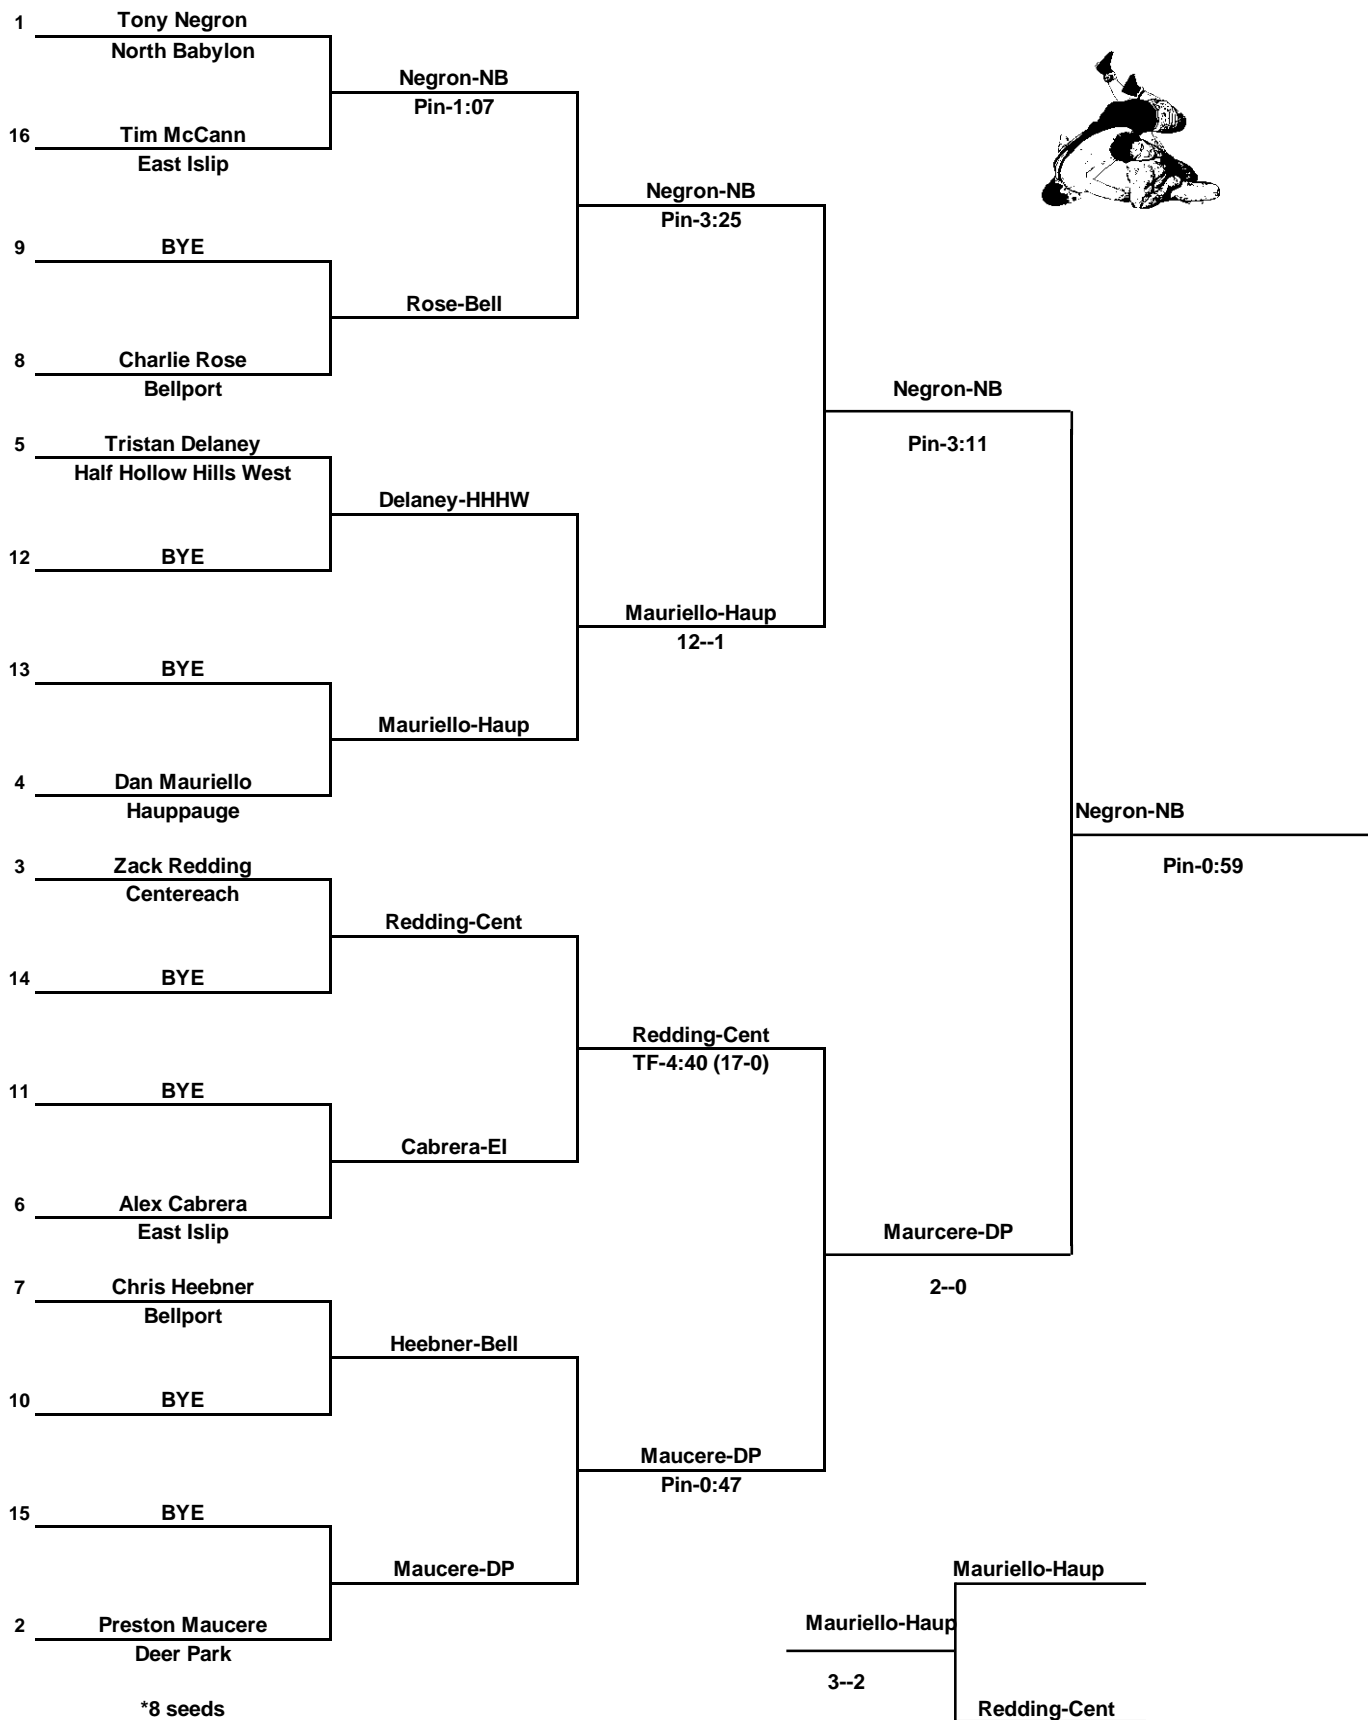 1 Tony Negron
North Babylon
Negron-NB
Pin-1:07
16 Tim McCann
East Islip
Negron-NB
Pin-3:25
9 BYE
Rose-Bell
8 Charlie Rose
Bellport
Negron-NB
Pin-3:11
5 Tristan Delaney
Half Hollow Hills West
Delaney-HHHW
12 BYE
Mauriello-Haup
12--1
13 BYE
Mauriello-Haup
4 Dan Mauriello
Hauppauge
Negron-NB
Pin-0:59
3 Zack Redding
Centereach
Redding-Cent
14 BYE
Redding-Cent
TF-4:40 (17-0)
11 BYE
Cabrera-EI
6 Alex Cabrera
East Islip
Maurcere-DP
2--0
7 Chris Heebner
Bellport
Heebner-Bell
10 BYE
Maucere-DP
Pin-0:47
15 BYE
Maucere-DP
2 Preston Maucere
Deer Park
Mauriello-Haup
Mauriello-Haup
3--2
Redding-Cent
*8 seeds